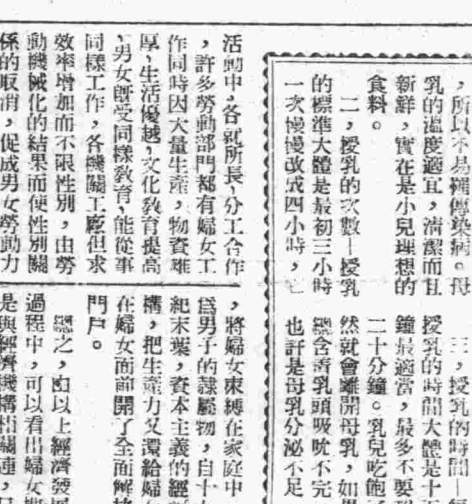 ，所以不易得傳染病。母
乳的溫度適宜，清潔而且
新鮮，實在是小兒理想的
食料。
二，授乳的次數—授乳
的標準大體是最初三小時
一次慢慢改成四小時，
三，授乳的時間—
授乳的時間大體是十
鐘最適當，最多不要
二十分鐘。乳兒吃飽
然就會離開母乳，如
總含着乳頭吸吮不完
也許是母乳分泌不足
活動中，各就所長，分工合作
，許多勞動部門都有婦女工
作同時因大量生產，物資雄
厚，生活優越，文化教育提高
，男女既受同樣教育，能從事
同樣工作，各機關工廠但求
效率增加而不限性別，由勞
動機械化的結果而使性別關
係的取消，促成男女勞動力
，將婦女束縛在家庭中
爲男子的隸屬物，自十
紀末葉，資本主義的經
構，把生產力又還給婦
在婦女面前開了全面解
門戶。
總之，由以上經濟發
過程中，可以看出婦女
是與經濟機構相關連，